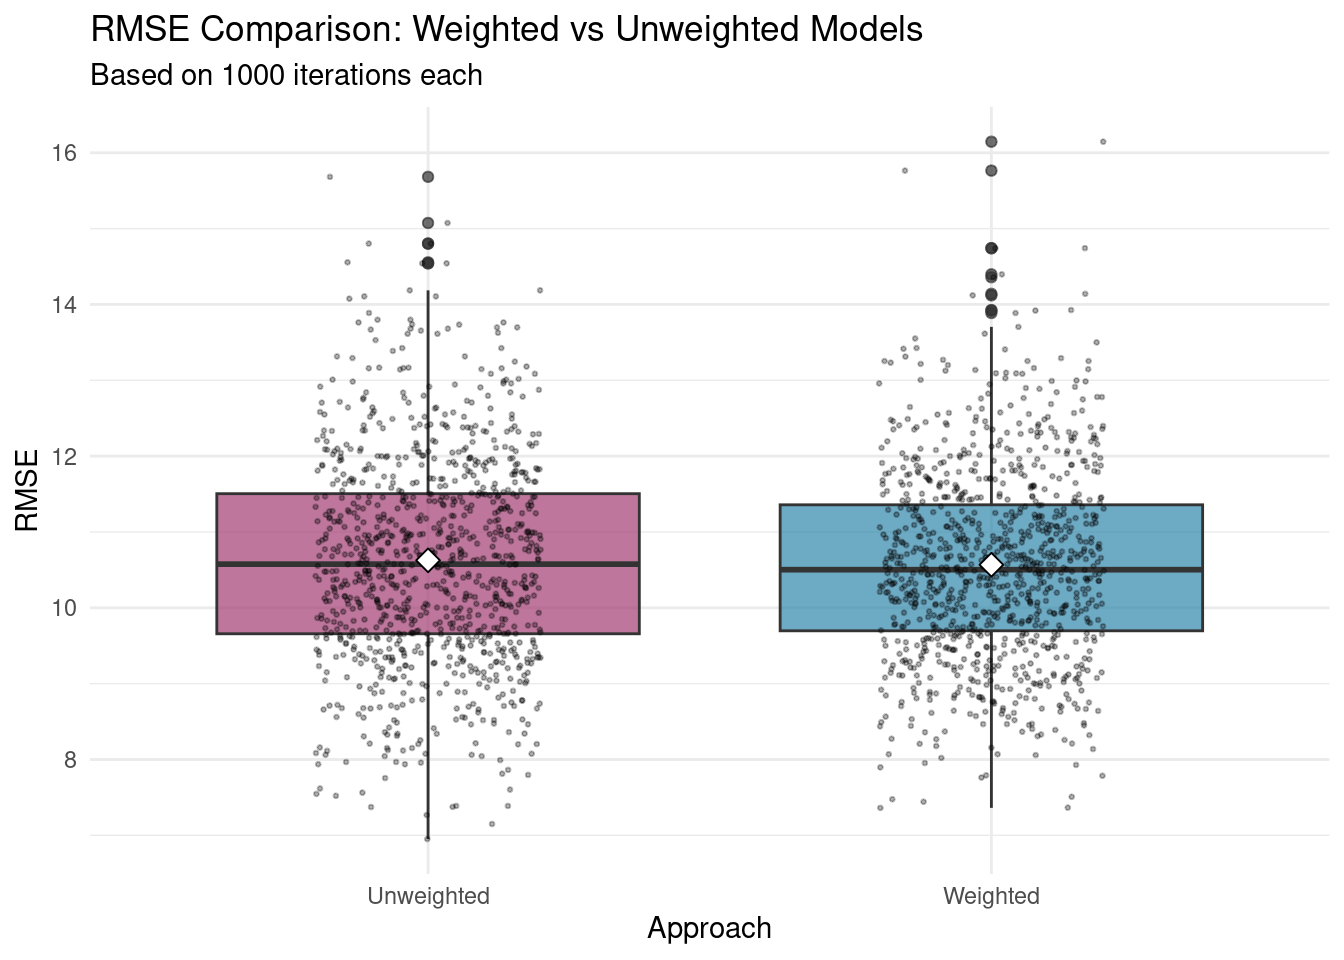 RMSE Comparison: Weighted vs Unweighted Models
Based on 1000 iterations each
RMSE
16
14
12
10
8
Unweighted
Weighted
Approach